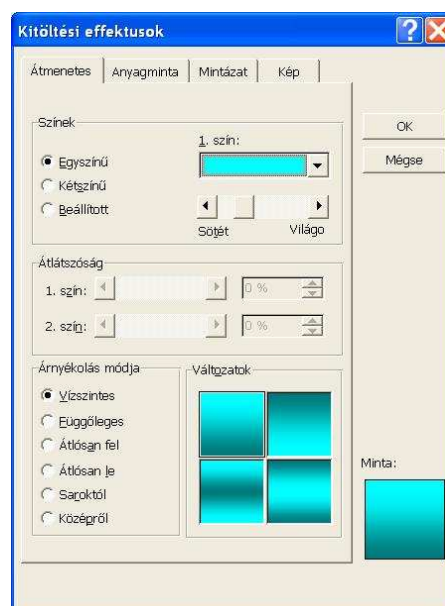 Kitöltési effektusok
Átmenetes Anyagminta Mintázat Kép
Színek
1. szín:
Egyszínű
Kétszínű
Beállított
Sötét Világo
OK
Mégse
Átlátszóság
1. szín: 0 %
2. szín: 0 %
Árnyékolás módja
Vízszintes
Függőleges
Átlósan fel
Átlósan le
Saroktól
Középről
Változatok
Minta: